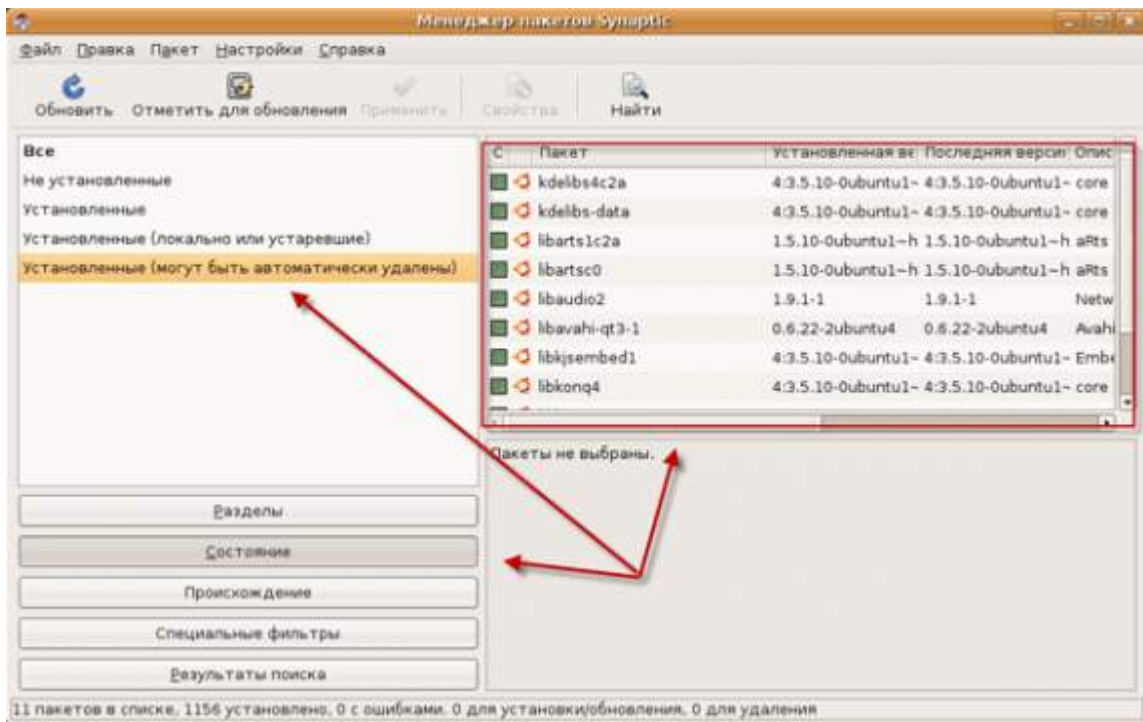 Менеджер пакетов Synaptic
Файл Правка Пакет Настройки Справка
Обновить Отметить для обновления Применить Свойства Найти
Все
Не установленные
Установленные
Установленные (локально или устаревшие)
Установленные (могут быть автоматически удалены)
С Пакет Установленная ве Последняя верси Опис
kdelibs4c2a 4:3.5.10-0ubuntu1~ 4:3.5.10-0ubuntu1~ core
kdelibs-data 4:3.5.10-0ubuntu1~ 4:3.5.10-0ubuntu1~ core
libarts1c2a 1.5.10-0ubuntu1~h 1.5.10-0ubuntu1~h aRts
libartsc0 1.5.10-0ubuntu1~h 1.5.10-0ubuntu1~h aRts
libaudio2 1.9.1-1 1.9.1-1 Netw
libavahi-qt3-1 0.6.22-2ubuntu4 0.6.22-2ubuntu4 Avahi
libkjsembed1 4:3.5.10-0ubuntu1~ 4:3.5.10-0ubuntu1~ Embe
libkonq4 4:3.5.10-0ubuntu1~ 4:3.5.10-0ubuntu1~ core
Пакеты не выбраны.
Разделы
Состояние
Происхождение
Специальные фильтры
Результаты поиска
11 пакетов в списке, 1156 установлено, 0 с ошибками. 0 для установки/обновления, 0 для удаления